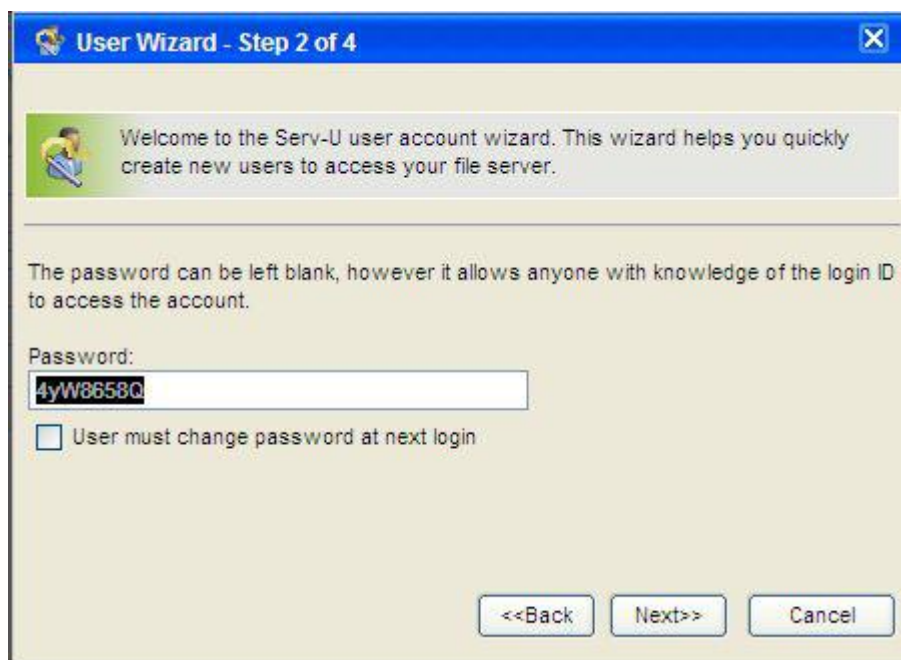 User Wizard - Step 2 of 4
Welcome to the Serv-U user account wizard. This wizard helps you quickly
create new users to access your file server.
The password can be left blank, however it allows anyone with knowledge of the login ID
to access the account.
Password:
4yW8658Q
User must change password at next login
<<Back Next>> Cancel